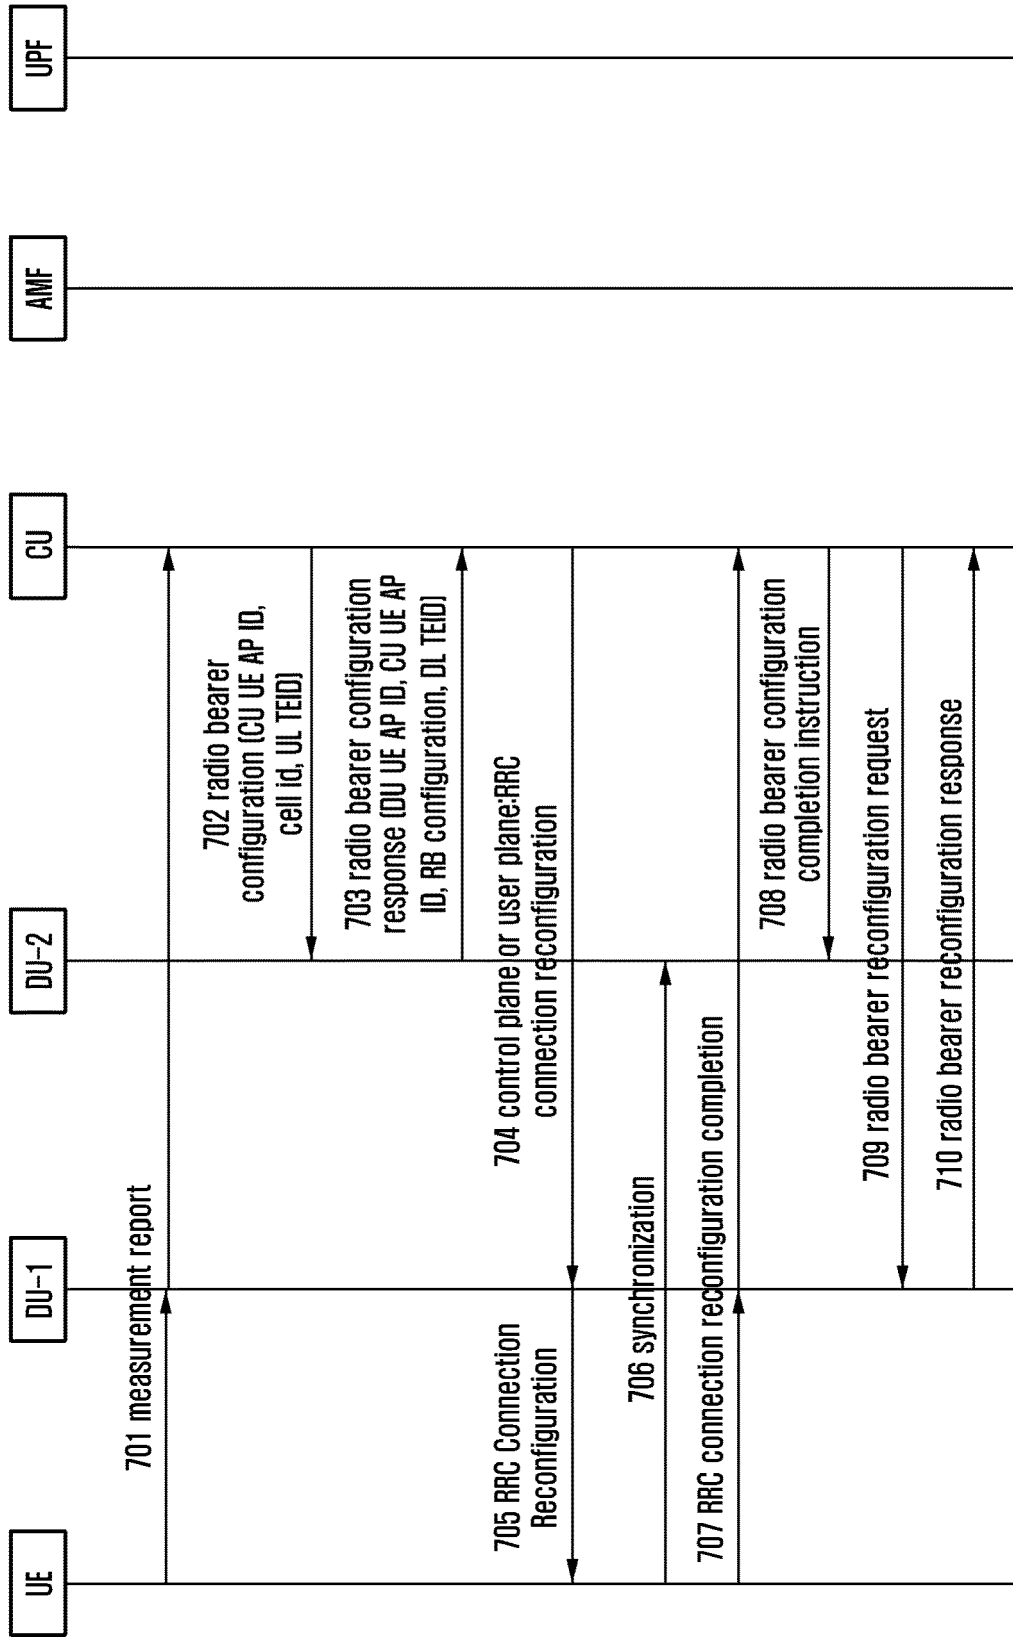 UE
DU-1
DU-2
CU
AMF
UPF
701 measurement report
702 radio bearer
configuration (CU UE AP ID,
cell id, UL TEID)
703 radio bearer configuration
response (DU UE AP ID, CU UE AP
ID, RB configuration, DL TEID)
704 control plane or user plane:RRC
connection reconfiguration
705 RRC Connection
Reconfiguration
706 synchronization
707 RRC connection reconfiguration completion
708 radio bearer configuration
completion instruction
709 radio bearer reconfiguration request
710 radio bearer reconfiguration response